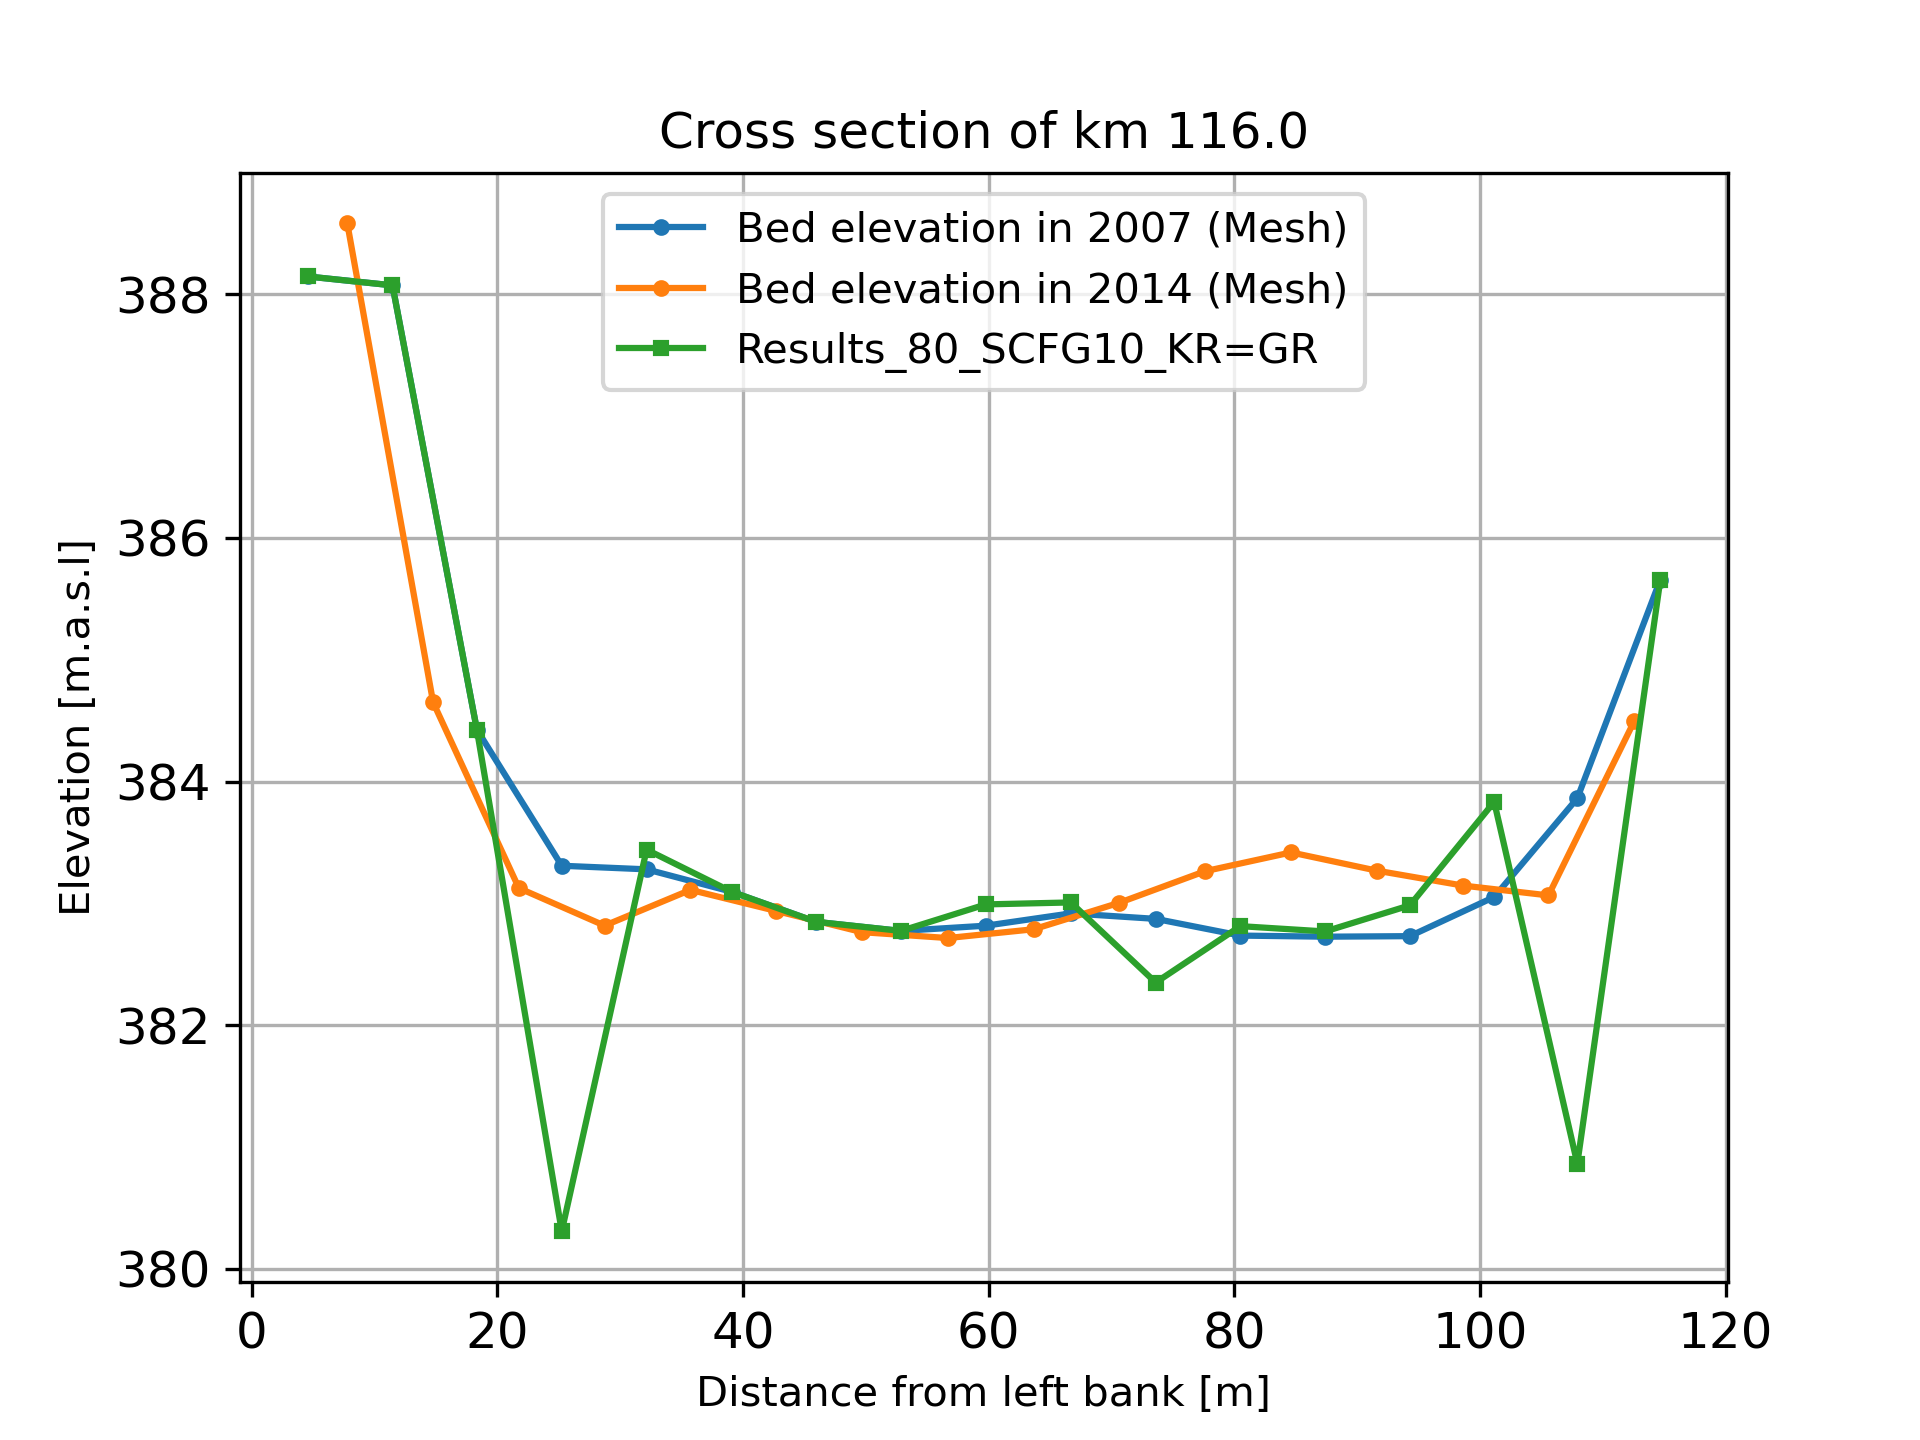 Cross section of km 116.0
Bed elevation in 2007 (Mesh)
Bed elevation in 2014 (Mesh)
Results_80_SCFG10_KR=GR
Elevation [m.a.s.l]
388
386
384
382
380
0 20 40 60 80 100 120
Distance from left bank [m]